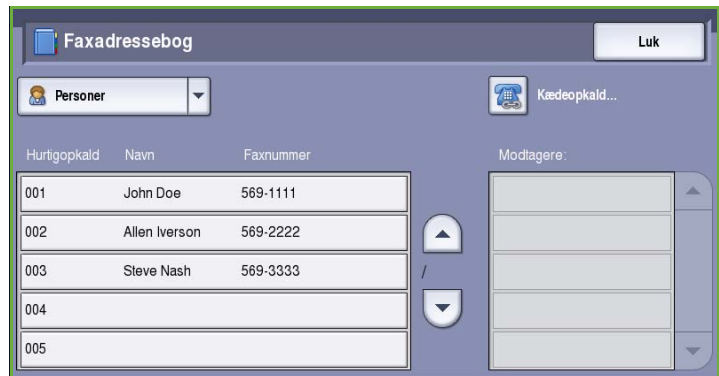 Faxadressebog
Luk
Personer
Kædeopkald...
Hurtigopkald Navn Faxnummer
Modtagere:
001 John Doe 569-1111
002 Allen Iverson 569-2222
003 Steve Nash 569-3333
/
004
005